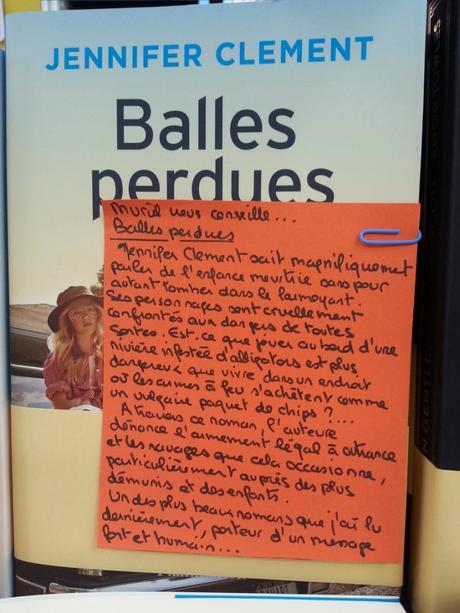 JENNIFER CLEMENT
Balles
perdues
Muriel vous conseille...
Balles perdues
Jennifer Clement sait magnifiquement
parler de l'enfance meurtrie sans pour
autant tomber dans le larmoyant.
Ses personnages sont cruellement
confrontés aux dangers de toutes
sortes. Est-ce que jouer au bord d'une
rivière infestée d'alligators est plus
dangereux que vivre dans un endroit
où les armes à feu s'achètent comme
un vulgaire paquet de chips ?...
A travers ce roman, l'auteure
dénonce l'armement légal à outrance
et les ravages que cela occasionne,
particulièrement auprès des plus
démunis et des enfants.
Un des plus beaux romans que j'ai lu
dernièrement, porteur d'un message
fort et humain...